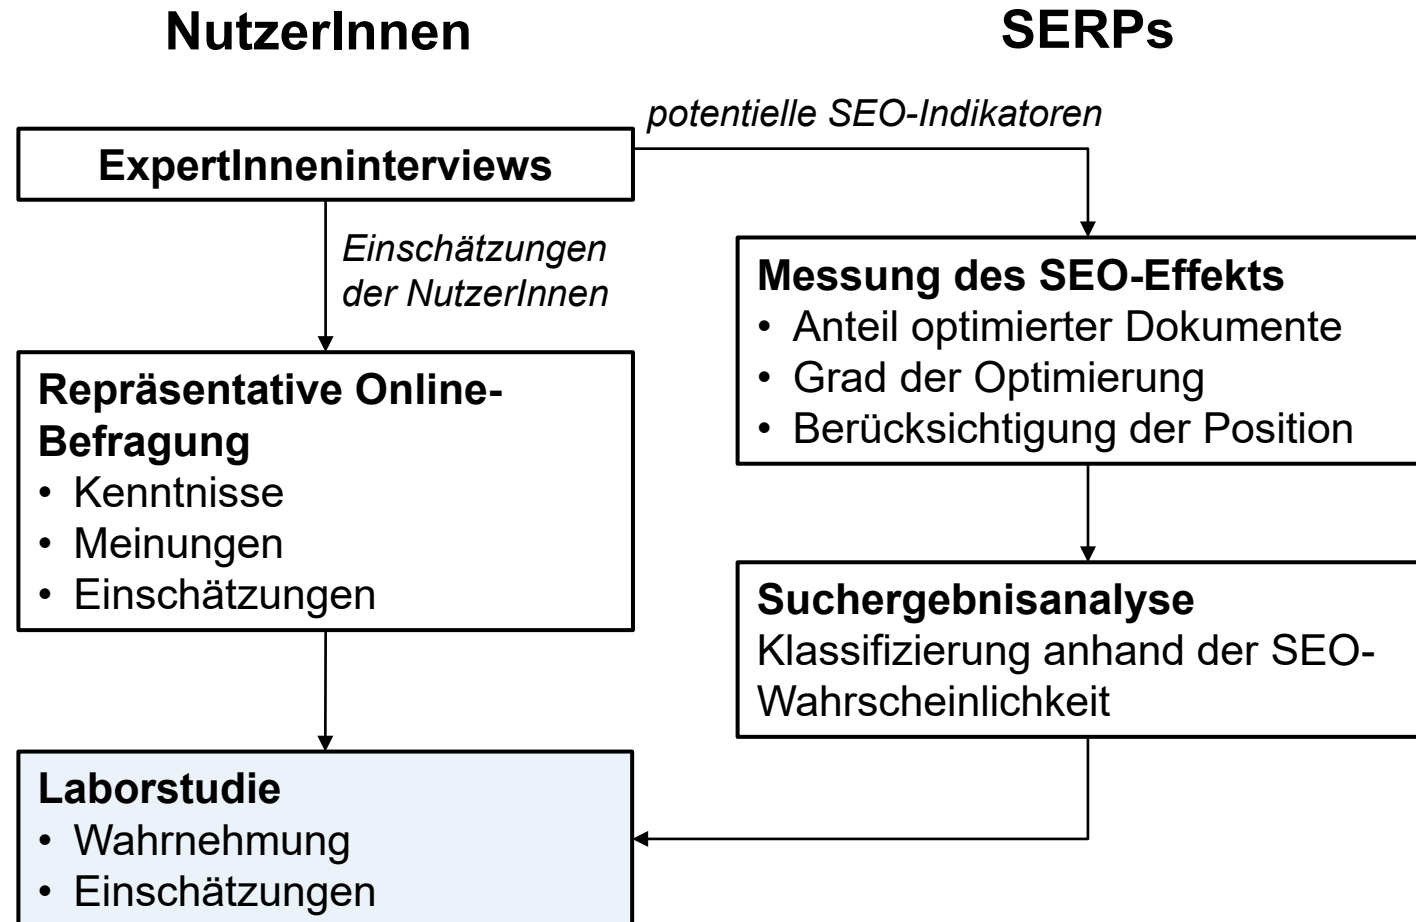 NutzerInnen
SERPs
potentielle SEO-Indikatoren
ExpertInneninterviews
Einschätzungen
der NutzerInnen
Messung des SEO-Effekts
• Anteil optimierter Dokumente
• Grad der Optimierung
• Berücksichtigung der Position
Repräsentative Online-
Befragung
• Kenntnisse
• Meinungen
• Einschätzungen
Suchergebnisanalyse
Klassifizierung anhand der SEO-
Wahrscheinlichkeit
Laborstudie
• Wahrnehmung
• Einschätzungen